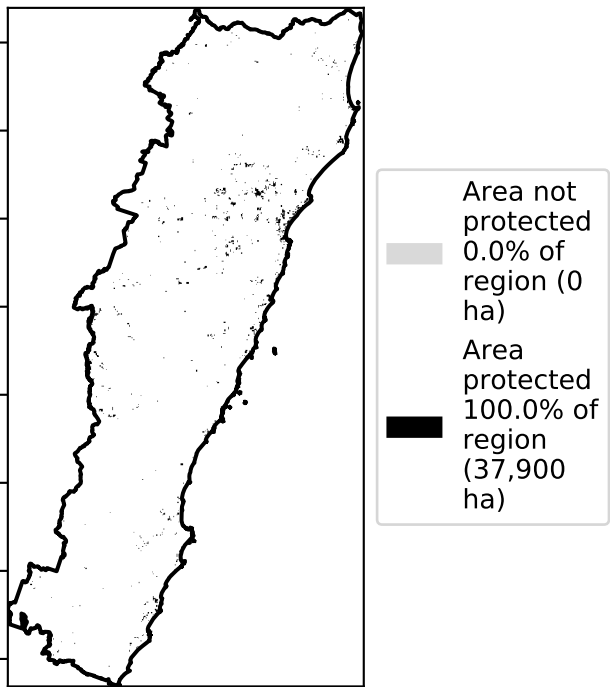 Area not
protected
0.0% of
region (0
ha)
Area
protected
100.0% of
region
(37,900
ha)